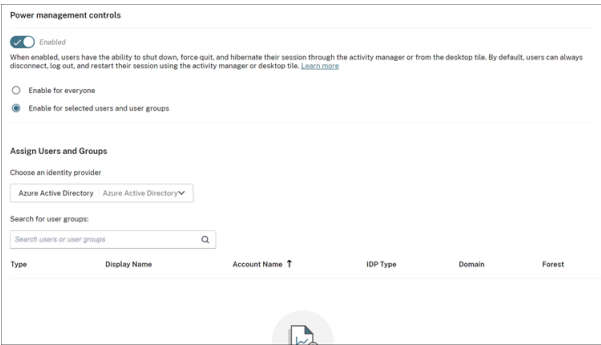 Power management controls
Enabled
When enabled, users have the ability to shut down, force quit, and hibernate their session through the activity manager or from the desktop tile. By default, users can always
disconnect, log out, and restart their session using the activity manager or desktop tile. Learn more
Enable for everyone
Enable for selected users and user groups
Assign Users and Groups
Choose an identity provider
Azure Active Directory | Azure Active Directory
Search for user groups:
Search users or user groups
Type Display Name Account Name ↑ IDP Type Domain Forest